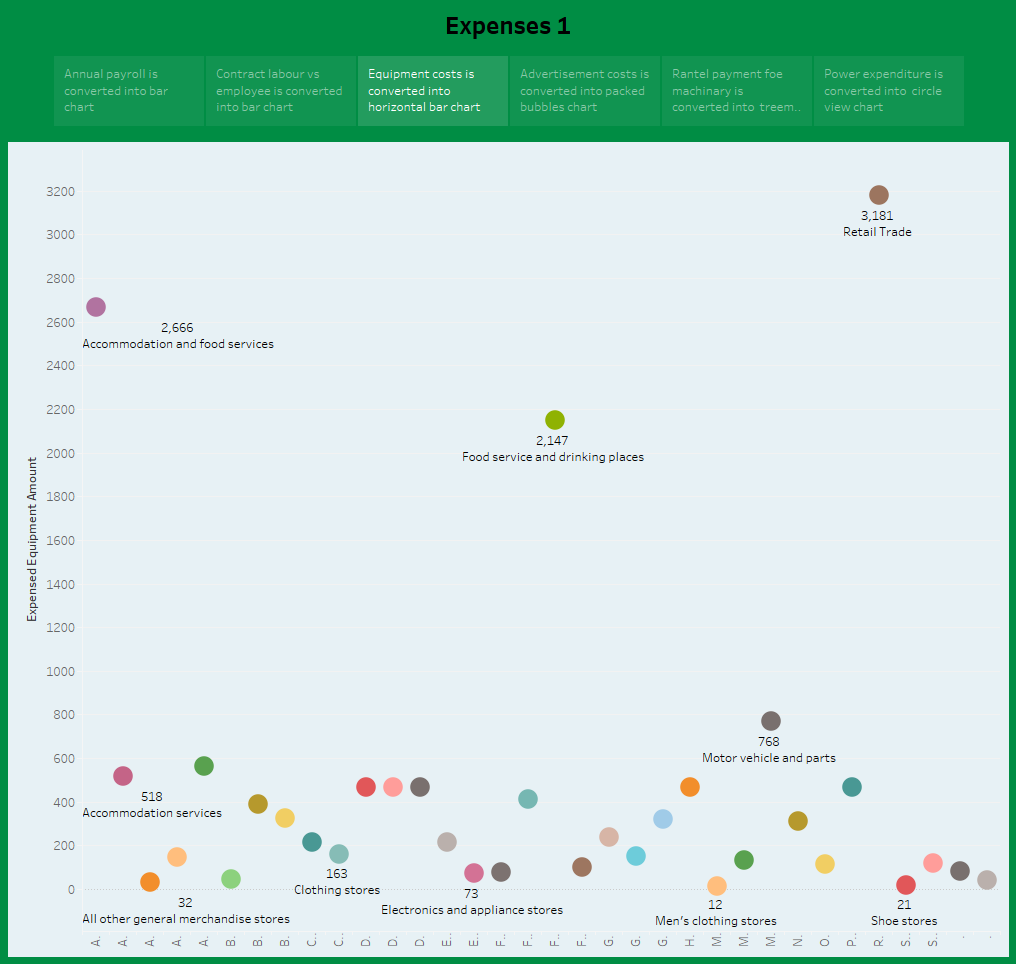 Expenses 1
Annual payroll is
converted into bar
chart
Contract labour vs
employee is converted
into bar chart
Equipment costs is
converted into
horizontal bar chart
Advertisement costs is
converted into packed
bubbles chart
Rantel payment foe
machinary is
converted into treem..
Power expenditure is
converted into circle
view chart
3200
3000
2800
2600
2400
2200
2000
1800
1600
1400
1200
1000
800
600
400
200
0
Expensed Equipment Amount
3,181
Retail Trade
2,666
Accommodation and food services
2,147
Food service and drinking places
768
Motor vehicle and parts
518
Accommodation services
163
Clothing stores
73
Electronics and appliance stores
32
All other general merchandise stores
12
Men's clothing stores
21
Shoe stores
A.
A..
A..
A..
A.
B.
B.
B..
C..
C..
D.
D.
D.
E..
E..
F..
F..
F..
F..
G.
G.
G..
H.
M.
M.
M.
N.
O.
P..
R.
S..
S..
.
.